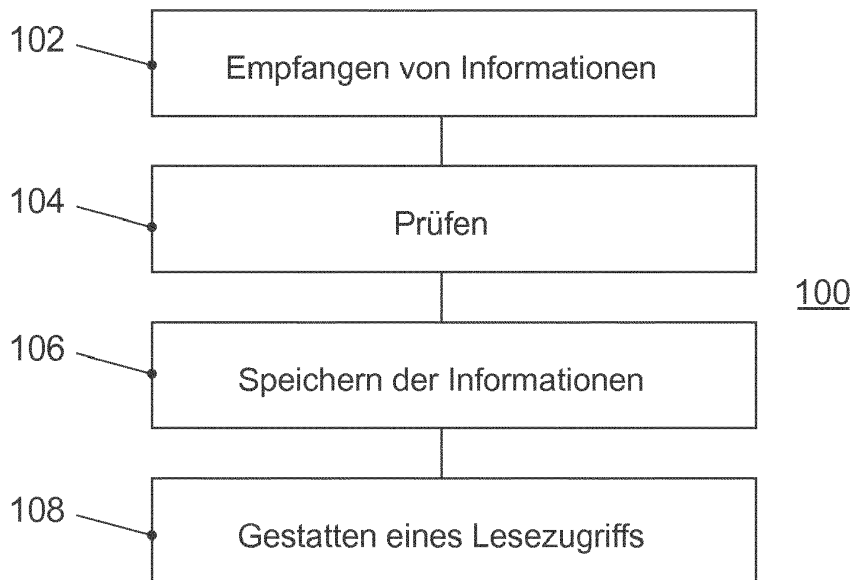 102
Empfangen von Informationen
104
Prüfen
100
106
Speichern der Informationen
108
Gestatten eines Lesezugriffs